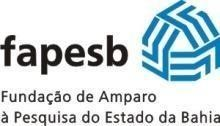 fapesb
Fundação de Amparo
à Pesquisa do Estado da Bahia